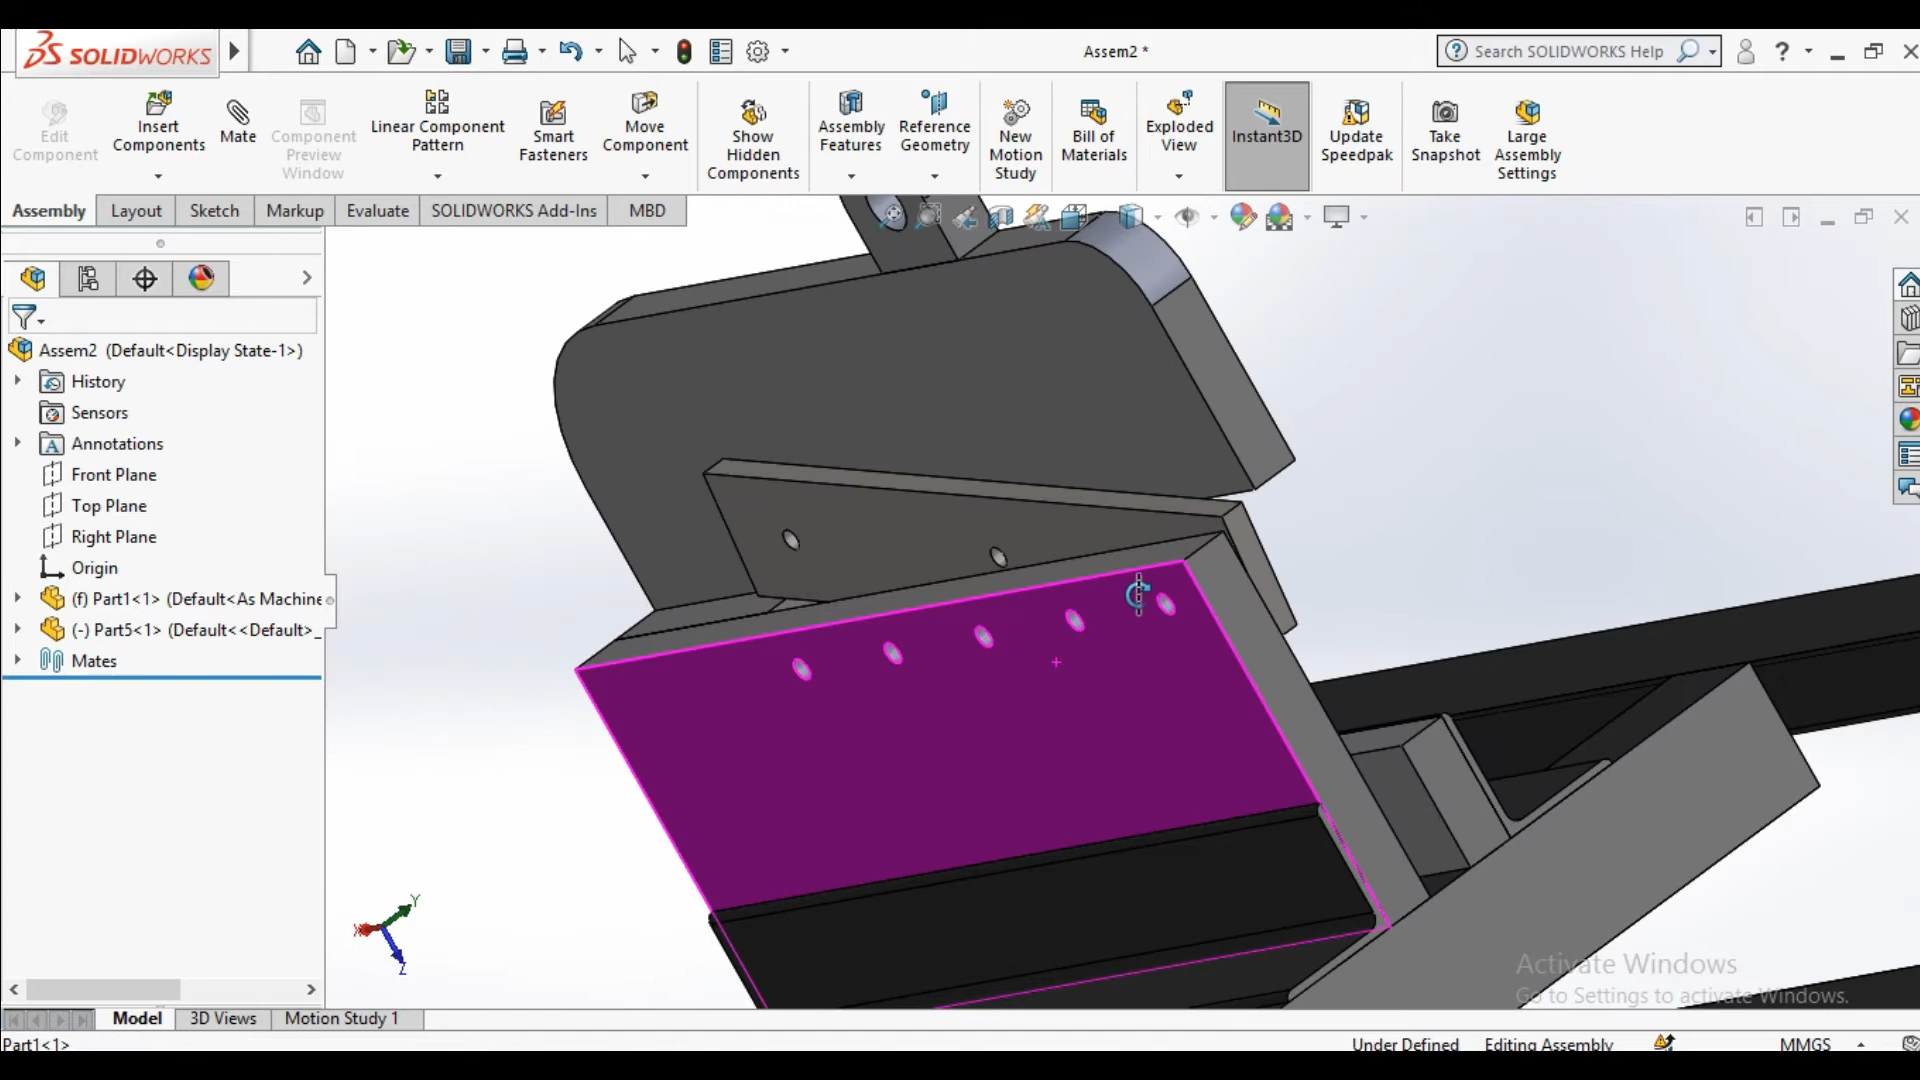 SOLIDWORKS
Assem2 *
Search SOLIDWORKS Help
?
Edit Component
Insert Components
Mate
Component Preview Window
Linear Component Pattern
Smart Fasteners
Move Component
Show Hidden Components
Assembly Features
Reference Geometry
New Motion Study
Bill of Materials
Exploded View
Instant3D
Update Speedpak
Take Snapshot
Large Assembly Settings
Assembly
Layout
Sketch
Markup
Evaluate
SOLIDWORKS Add-Ins
MBD
Assem2 (Default<Display State-1>)
History
Sensors
Annotations
Front Plane
Top Plane
Right Plane
Origin
(f) Part1<1> (Default<As Machine
(-) Part5<1> (Default<<Default>_
Mates
Y
X
Z
Activate Windows
Go to Settings to activate Windows.
Model
3D Views
Motion Study 1
Part1<1>
Under Defined
Editing Assembly
MMGS